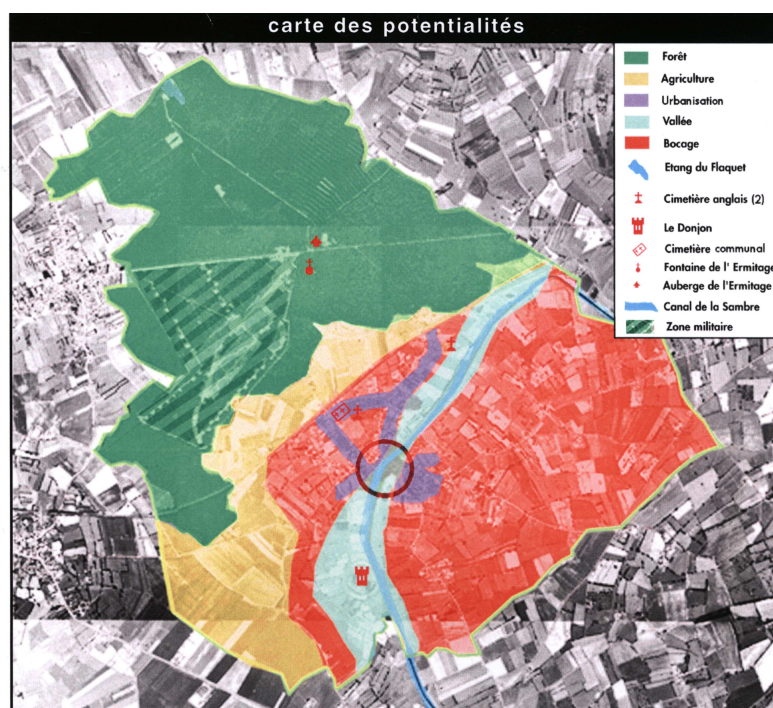 carte des potentialités
Forêt
Agriculture
Urbanisation
Vallée
Bocage
Etang du Flaquet
Cimetière anglais (2)
Le Donjon
Cimetière communal
Fontaine de l' Ermitage
Auberge de l'Ermitage
Canal de la Sambre
Zone militaire